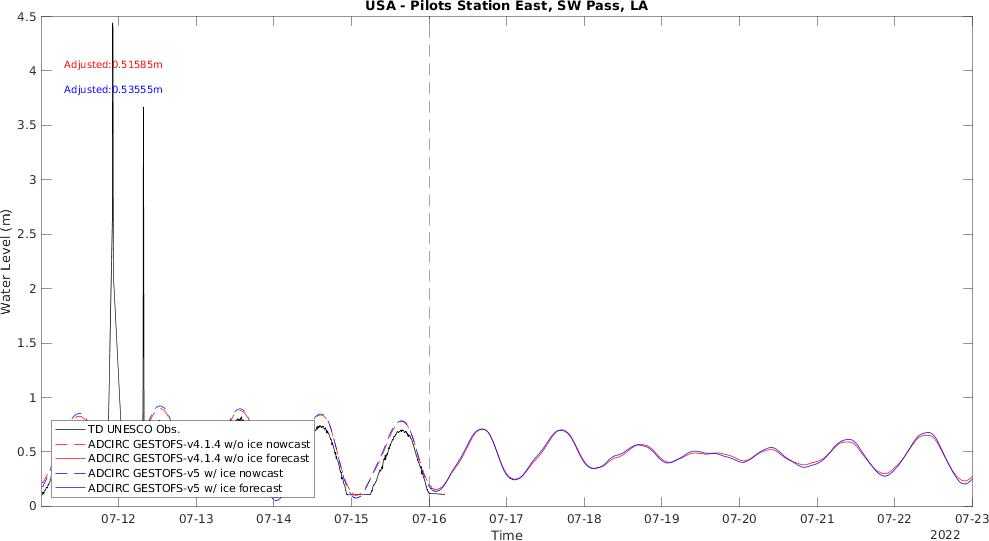 USA - Pilots Station East, SW Pass, LA
4.5
4
3.5
3
2.5
2
1.5
1
0.5
0
Water Level (m)
Adjusted:0.51585m
Adjusted:0.53555m
TD UNESCO Obs.
ADCIRC GESTOFS-v4.1.4 w/o ice nowcast
ADCIRC GESTOFS-v4.1.4 w/o ice forecast
ADCIRC GESTOFS-v5 w/ ice nowcast
ADCIRC GESTOFS-v5 w/ ice forecast
07-12 07-13 07-14 07-15 07-16 07-17 07-18 07-19 07-20 07-21 07-22 07-23
Time
2022